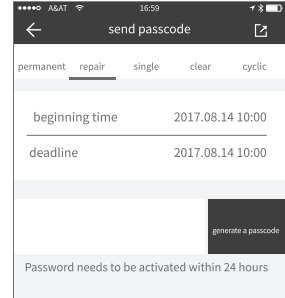 A&AT 16:59
send passcode
permanent repair single clear cyclic
beginning time 2017.08.14 10:00
deadline 2017.08.14 10:00
generate a passcode
Password needs to be activated within 24 hours